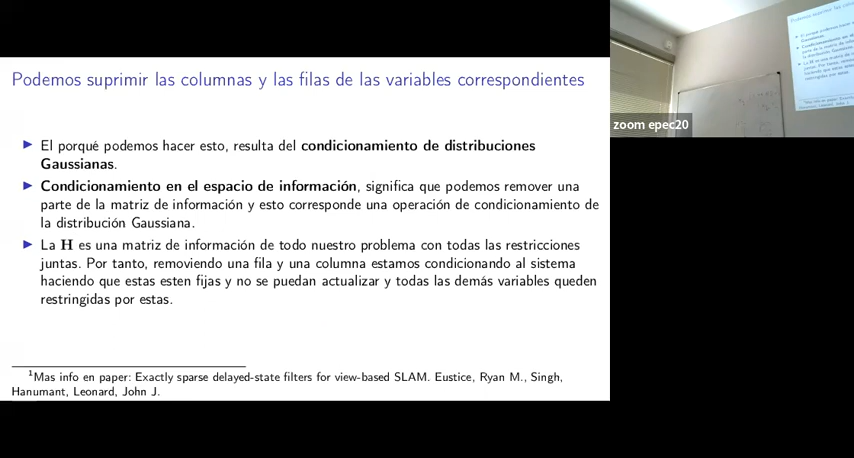 Podemos suprimir las columnas y las filas de las variables correspondientes
▶ El porqué podemos hacer esto, resulta del condicionamiento de distribuciones
Gaussianas.
▶ Condicionamiento en el espacio de información, significa que podemos remover una
parte de la matriz de información y esto corresponde una operación de condicionamiento de
la distribución Gaussiana.
▶ La H es una matriz de información de todo nuestro problema con todas las restricciones
juntas. Por tanto, removiendo una fila y una columna estamos condicionando al sistema
haciendo que estas esten fijas y no se puedan actualizar y todas las demás variables queden
restringidas por estas.
1Mas info en paper: Exactly sparse delayed-state filters for view-based SLAM. Eustice, Ryan M., Singh,
Hanumant, Leonard, John J.
zoom epec20